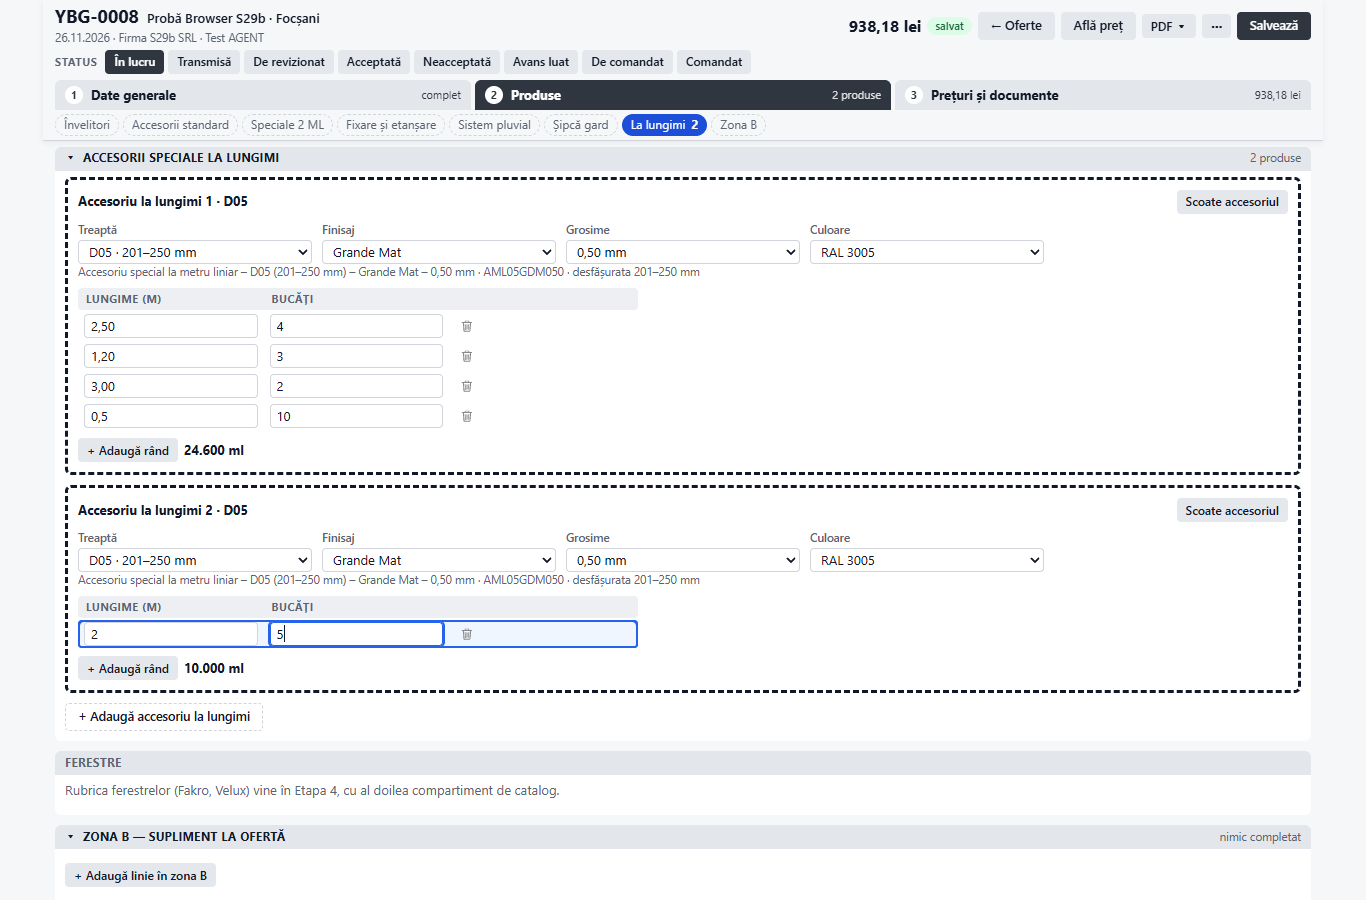 YBG-0008 Probă Browser S29b · Focșani
26.11.2026 · Firma S29b SRL · Test AGENT
938,18 lei salvat ← Oferte Află preț PDF ▾ ... Salvează
STATUS În lucru Transmisă De revizionat Acceptată Neacceptată Avans luat De comandat Comandat
1 Date generale complet
2 Produse 2 produse
3 Prețuri și documente 938,18 lei
Învelitori Accesorii standard Speciale 2 ML Fixare și etanșare Sistem pluvial Șipcă gard La lungimi 2 Zona B
▾ ACCESORII SPECIALE LA LUNGIMI 2 produse
Accesoriu la lungimi 1 · D05 Scoate accesoriul
Treaptă Finisaj Grosime Culoare
D05 · 201–250 mm Grande Mat 0,50 mm RAL 3005
Accesoriu special la metru liniar – D05 (201–250 mm) – Grande Mat – 0,50 mm · AML05GDM050 · desfășurata 201–250 mm
LUNGIME (M) BUCĂȚI
2,50 4
1,20 3
3,00 2
0,5 10
+ Adaugă rând 24.600 ml
Accesoriu la lungimi 2 · D05 Scoate accesoriul
Treaptă Finisaj Grosime Culoare
D05 · 201–250 mm Grande Mat 0,50 mm RAL 3005
Accesoriu special la metru liniar – D05 (201–250 mm) – Grande Mat – 0,50 mm · AML05GDM050 · desfășurata 201–250 mm
LUNGIME (M) BUCĂȚI
2 5
+ Adaugă rând 10.000 ml
+ Adaugă accesoriu la lungimi
FERESTRE
Rubrica ferestrelor (Fakro, Velux) vine în Etapa 4, cu al doilea compartiment de catalog.
▾ ZONA B — SUPLIMENT LA OFERTĂ nimic completat
+ Adaugă linie în zona B